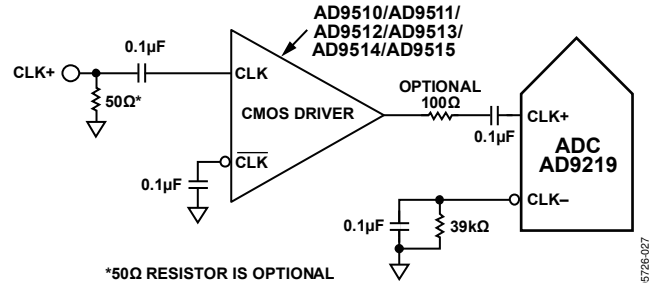 AD9510/AD9511/
AD9512/AD9513/
AD9514/AD9515
0.1µF
CLK+
50Ω*
CLK
CMOS DRIVER
CLK
0.1µF
OPTIONAL
100Ω
0.1µF
CLK+
ADC
AD9219
CLK–
0.1µF
39kΩ
*50Ω RESISTOR IS OPTIONAL
05726-027